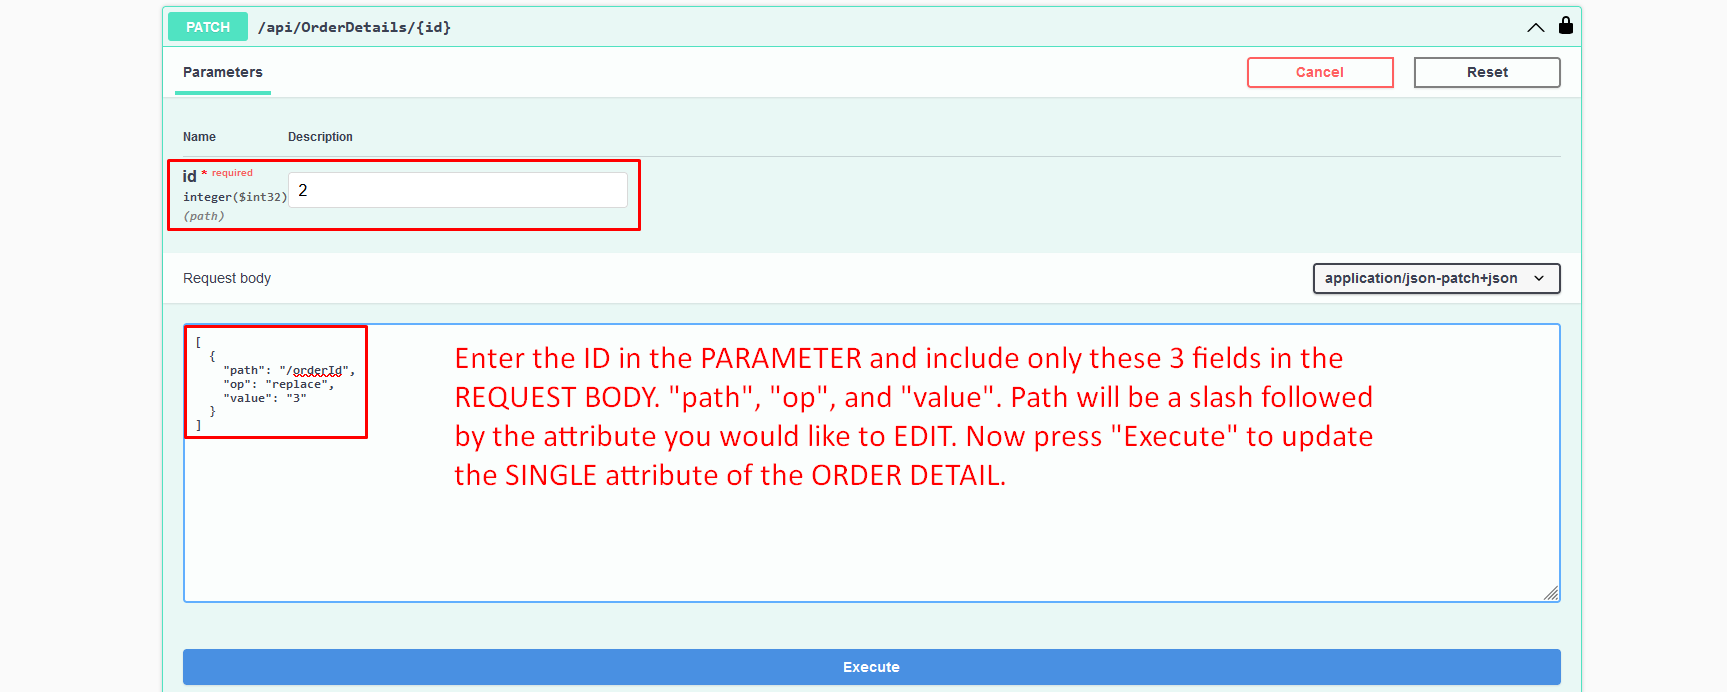 PATCH /api/OrderDetails/{id}
Parameters
Cancel
Reset
Name Description
id * required
integer($int32)
(path)
2
Request body
application/json-patch+json
[
{
"path": "/orderId",
"op": "replace",
"value": "3"
}
]
Enter the ID in the PARAMETER and include only these 3 fields in the
REQUEST BODY. "path", "op", and "value". Path will be a slash followed
by the attribute you would like to EDIT. Now press "Execute" to update
the SINGLE attribute of the ORDER DETAIL.
Execute